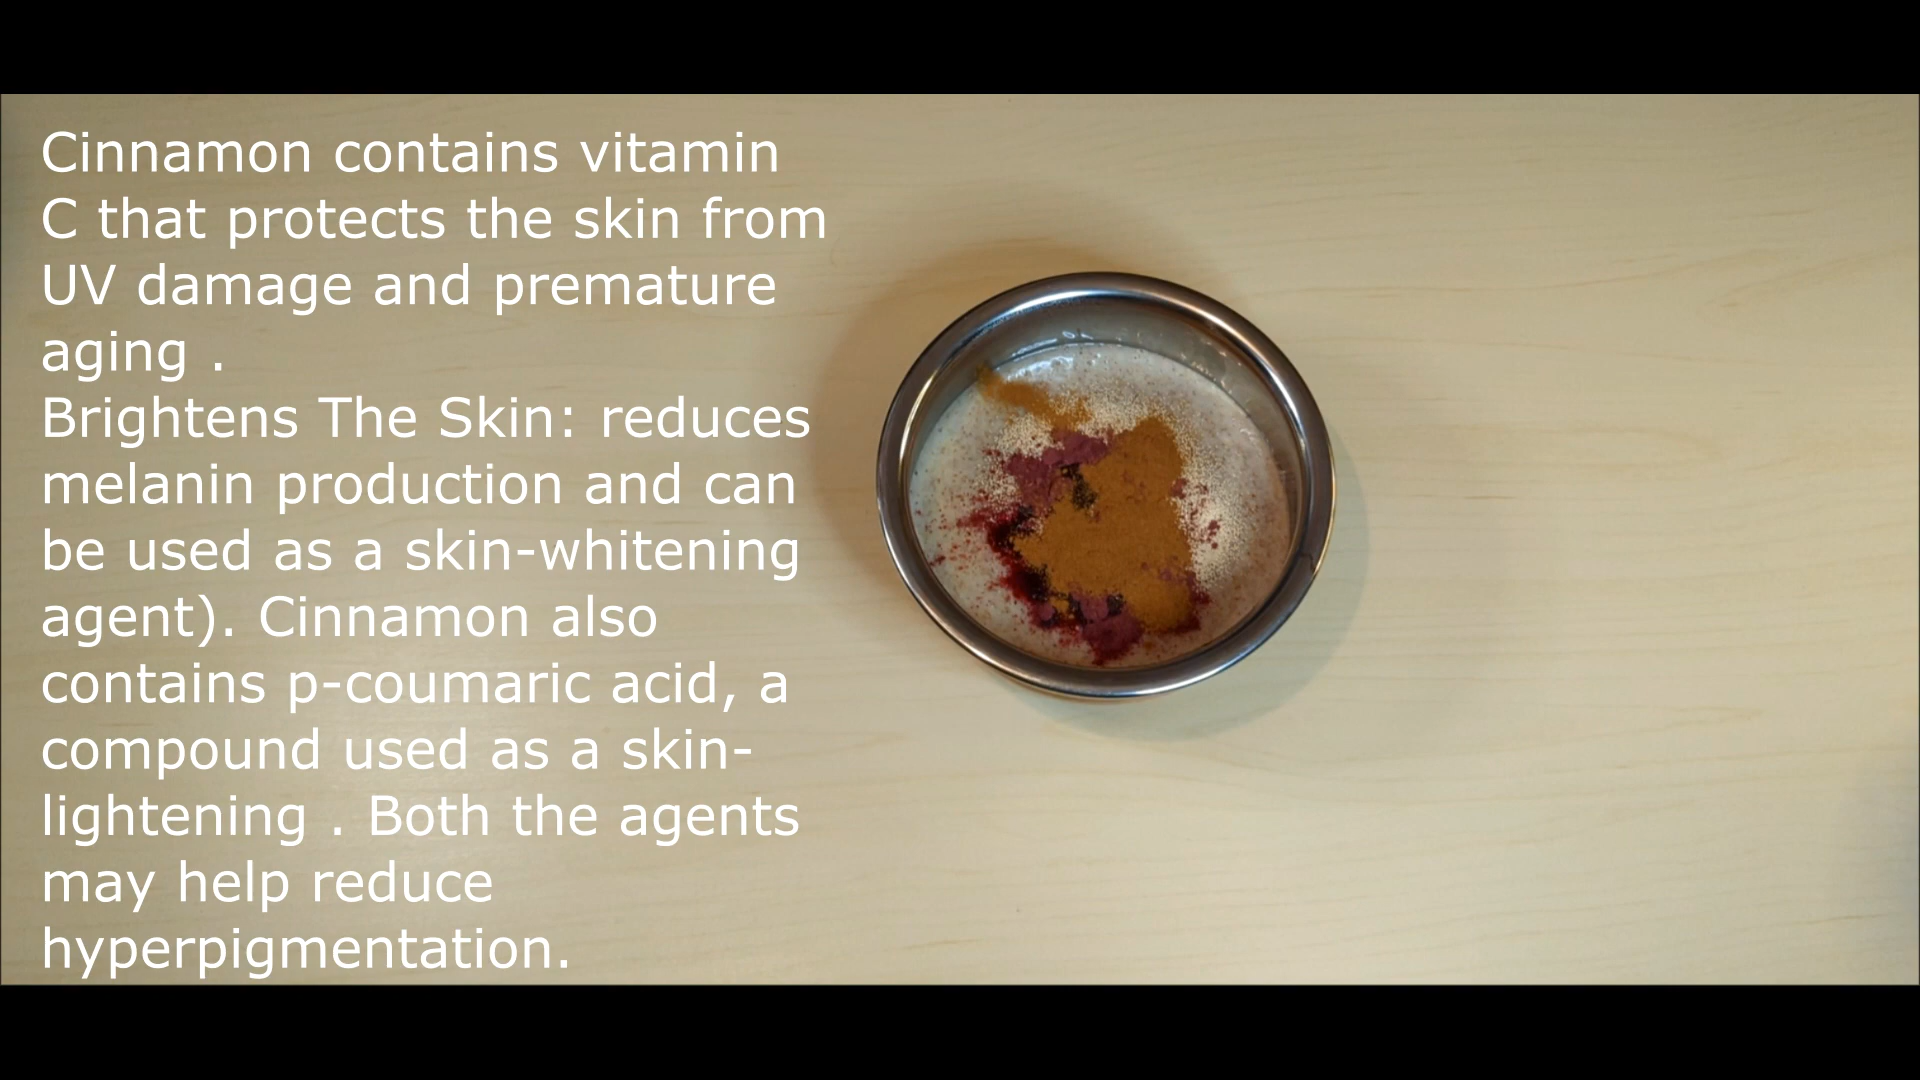 Cinnamon contains vitamin
C that protects the skin from
UV damage and premature
aging .
Brightens The Skin: reduces
melanin production and can
be used as a skin-whitening
agent). Cinnamon also
contains p-coumaric acid, a
compound used as a skin-
lightening . Both the agents
may help reduce
hyperpigmentation.